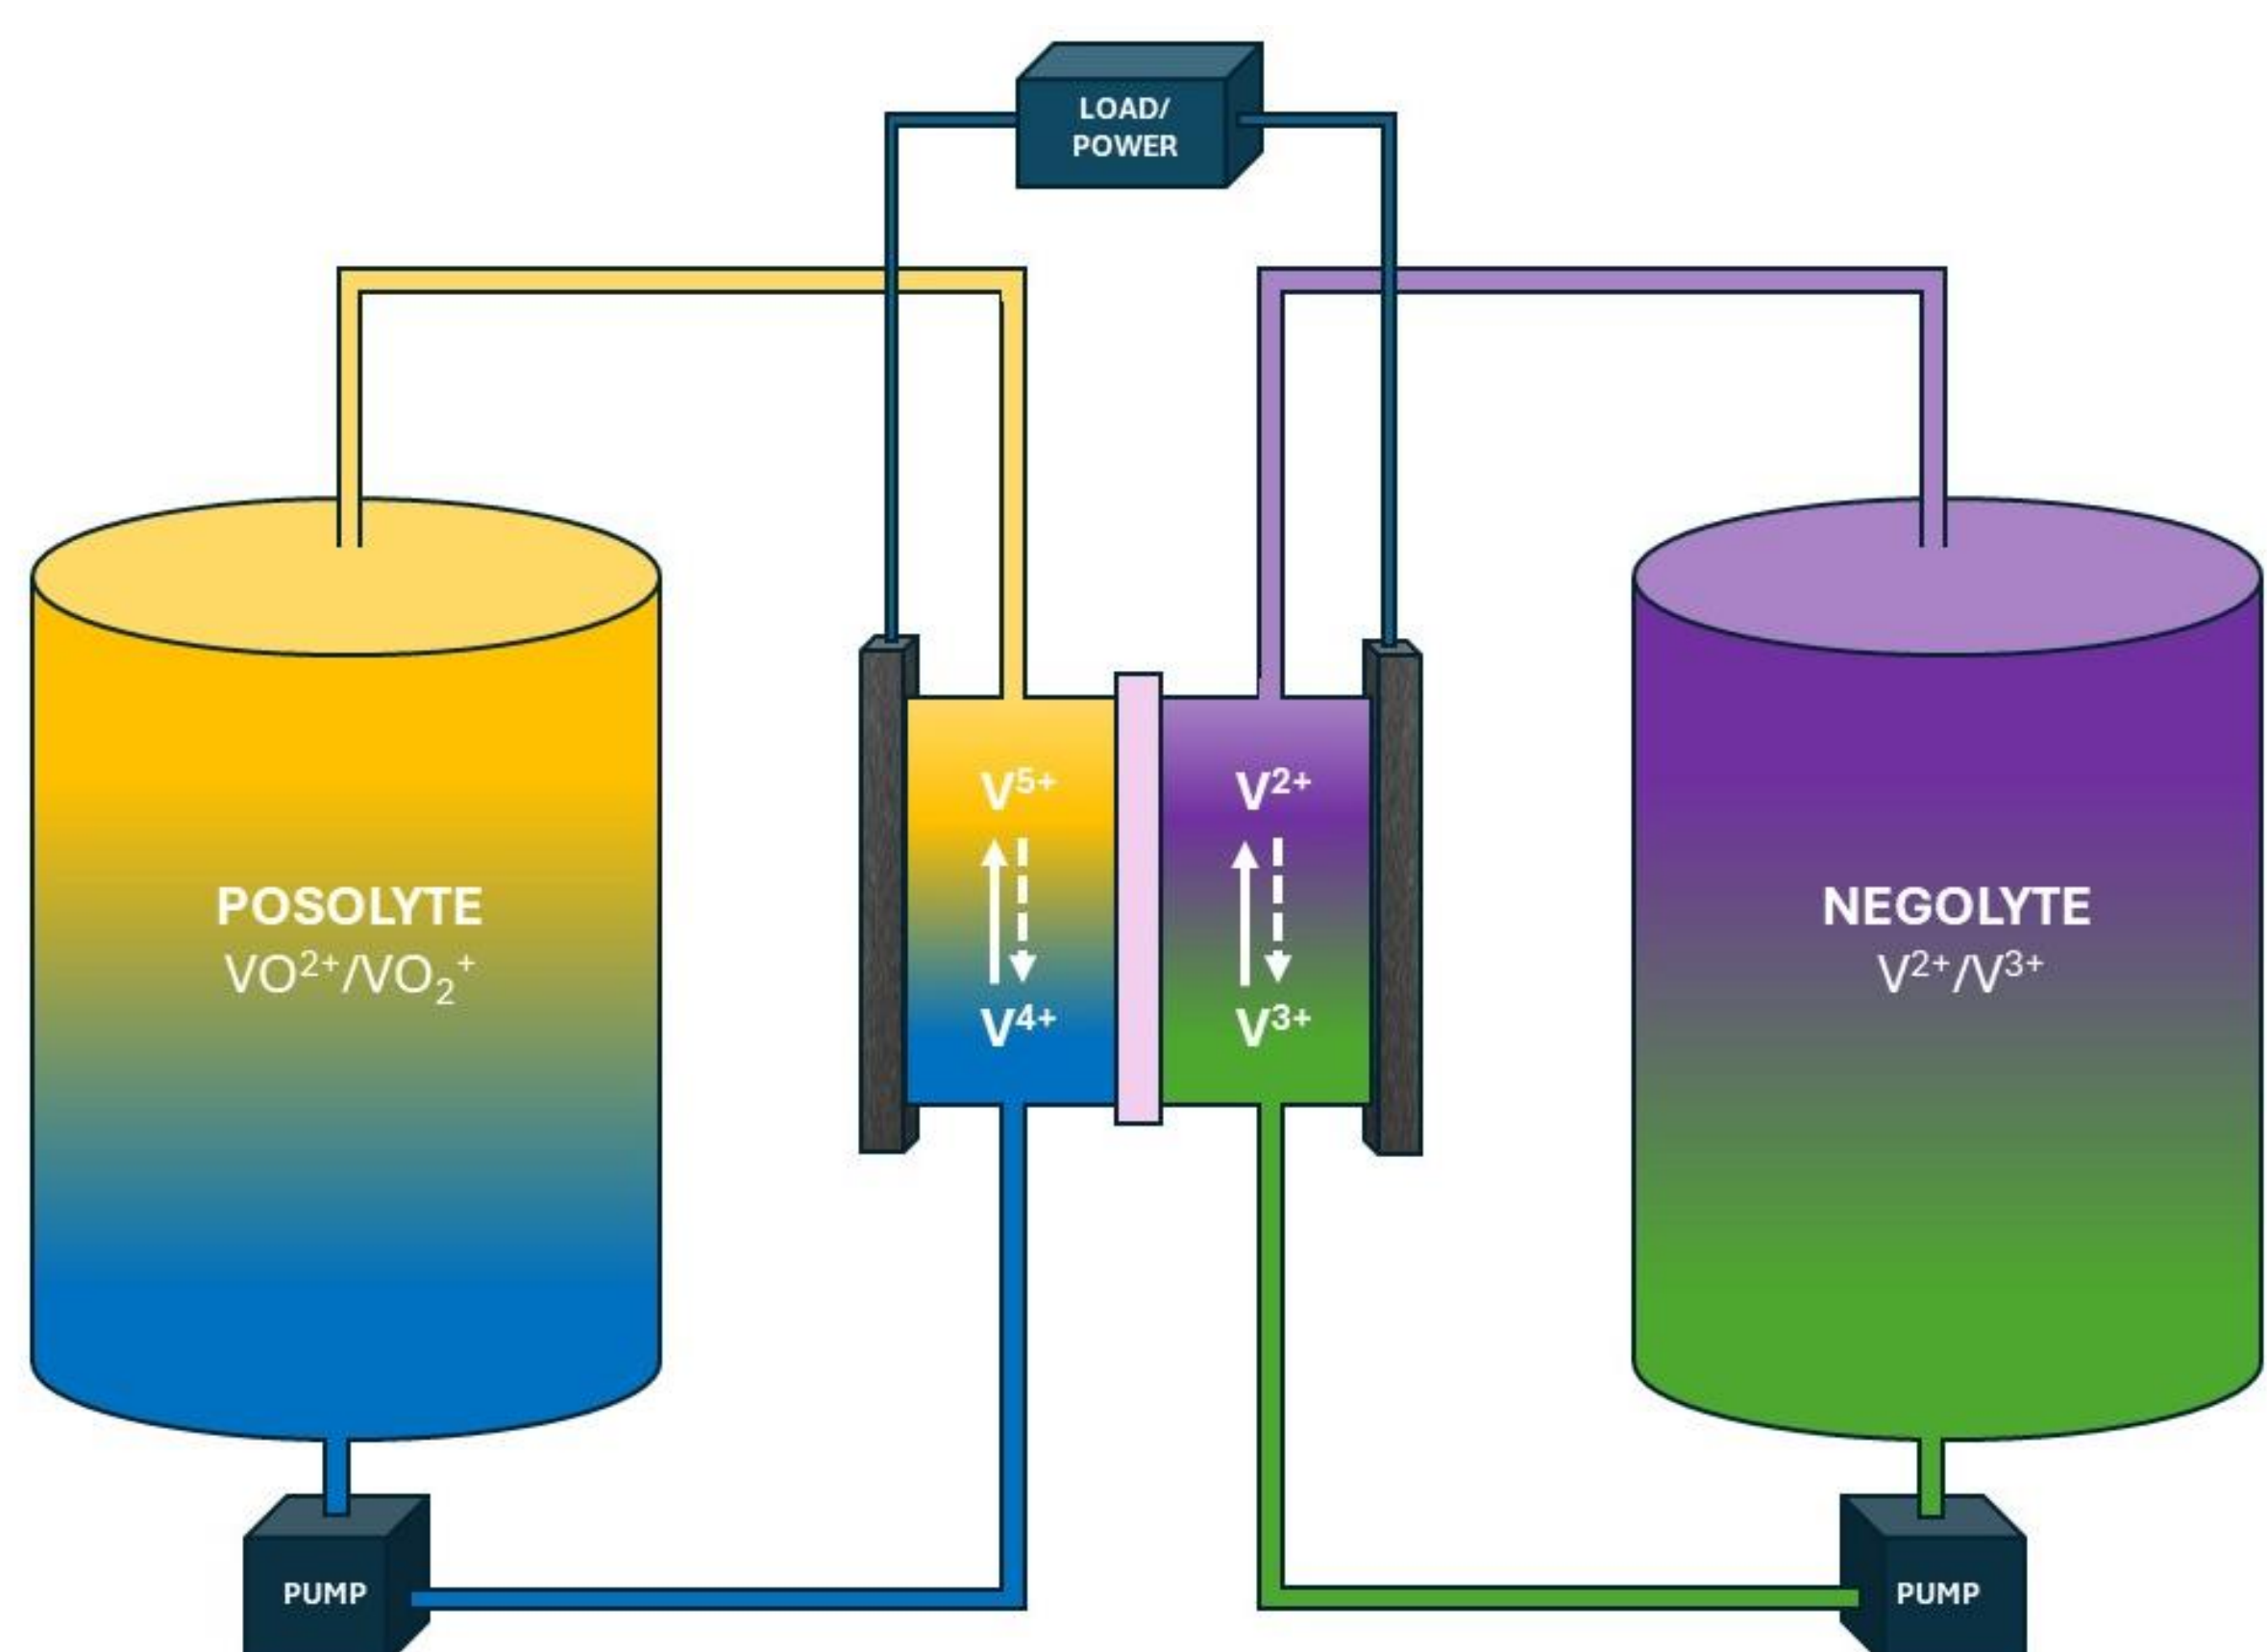 LOAD/
POWER
POSOLYTE
VO²⁺/VO₂⁺
V⁵⁺
V⁴⁺
V²⁺
V³⁺
NEGOLYTE
V²⁺/V³⁺
PUMP
PUMP